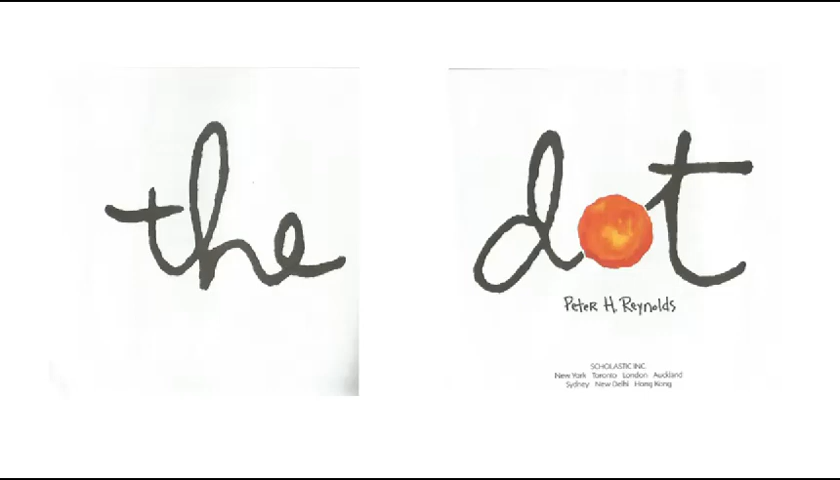 the dot
Peter H. Reynolds
SCHOLASTIC INC.
New York Toronto London Auckland
Sydney New Delhi Hong Kong